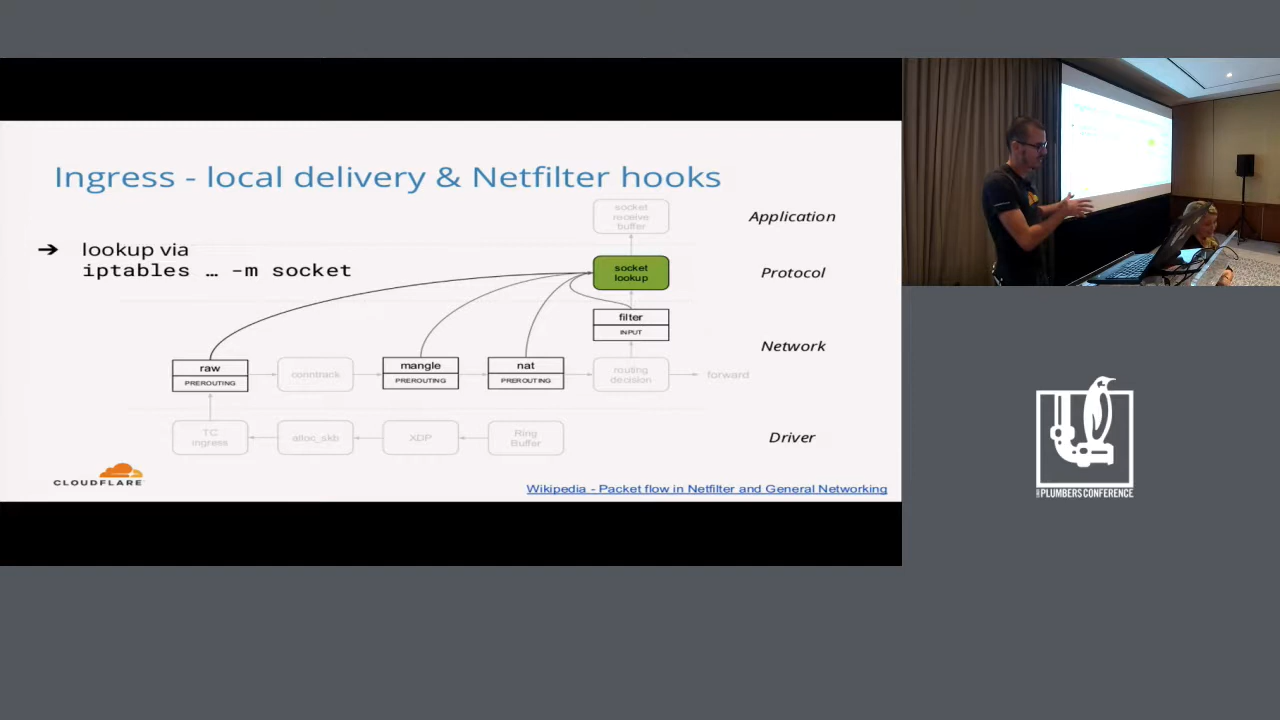 Ingress - local delivery & Netfilter hooks
➔ lookup via
iptables … -m socket
socket
receive
buffer
Application
socket
lookup
Protocol
filter
INPUT
Network
raw
PREROUTING
conntrack
mangle
PREROUTING
nat
PREROUTING
routing
decision
forward
TC
ingress
alloc_skb
XDP
Ring
Buffer
Driver
CLOUDFLARE
Wikipedia - Packet flow in Netfilter and General Networking
PLUMBERS CONFERENCE